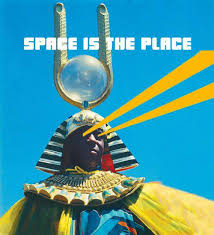 SPACE IS THE PLACE